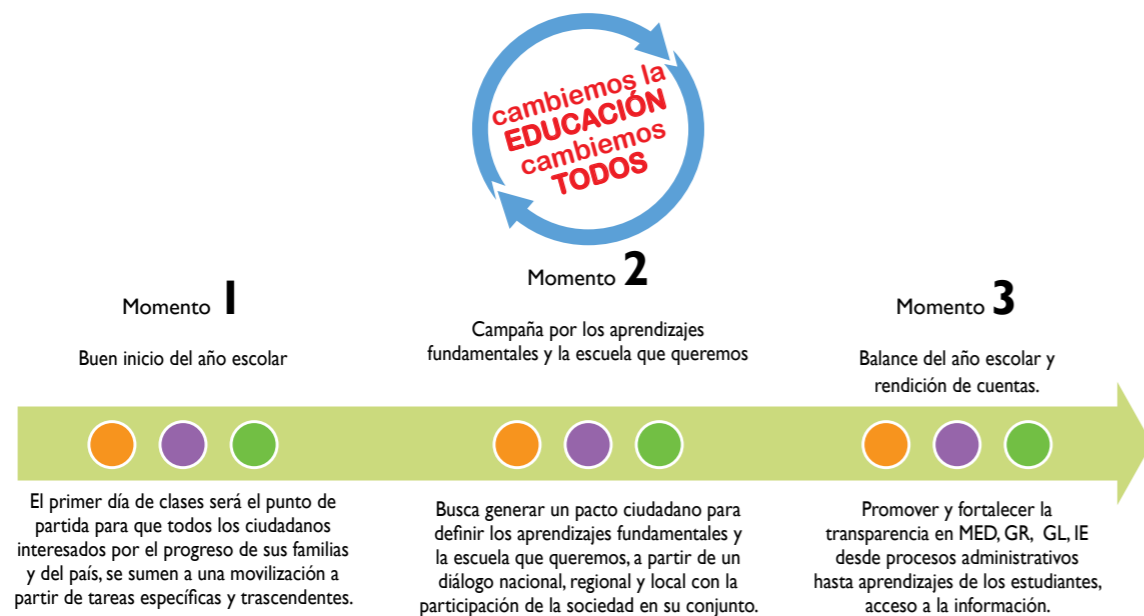 cambiemos la
EDUCACIÓN
cambiemos
TODOS
Momento 1
Buen inicio del año escolar
El primer día de clases será el punto de
partida para que todos los ciudadanos
interesados por el progreso de sus familias
y del país, se sumen a una movilización a
partir de tareas específicas y trascendentes.
Momento 2
Campaña por los aprendizajes
fundamentales y la escuela que queremos
Busca generar un pacto ciudadano para
definir los aprendizajes fundamentales y
la escuela que queremos, a partir de un
diálogo nacional, regional y local con la
participación de la sociedad en su conjunto.
Momento 3
Balance del año escolar y
rendición de cuentas.
Promover y fortalecer la
transparencia en MED, GR, GL, IE
desde procesos administrativos
hasta aprendizajes de los estudiantes,
acceso a la información.